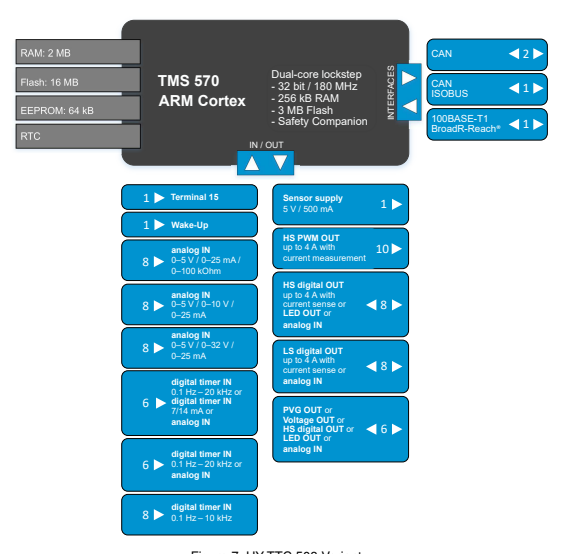 RAM: 2 MB
Flash: 16 MB
EEPROM: 64 kB
RTC
TMS 570
ARM Cortex
Dual-core lockstep
- 32 bit / 180 MHz
- 256 kB RAM
- 3 MB Flash
- Safety Companion
INTERFACES
IN / OUT
CAN
2
CAN
ISOBUS
1
100BASE-T1
BroadR-Reach®
1
1 Terminal 15
1 Wake-Up
8
analog IN
0–5 V / 0–25 mA /
0–100 kOhm
8
analog IN
0–5 V / 0–10 V /
0–25 mA
8
analog IN
0–5 V / 0–32 V /
0–25 mA
6
digital timer IN
0.1 Hz – 20 kHz or
digital timer IN
7/14 mA or
analog IN
6
digital timer IN
0.1 Hz – 20 kHz or
analog IN
8
digital timer IN
0.1 Hz – 10 kHz
Sensor supply
5 V / 500 mA
1
HS PWM OUT
up to 4 A with
current measurement
10
HS digital OUT
up to 4 A with
current sense or
LED OUT or
analog IN
8
LS digital OUT
up to 4 A with
current sense or
analog IN
8
PVG OUT or
Voltage OUT or
HS digital OUT or
LED OUT or
analog IN
6